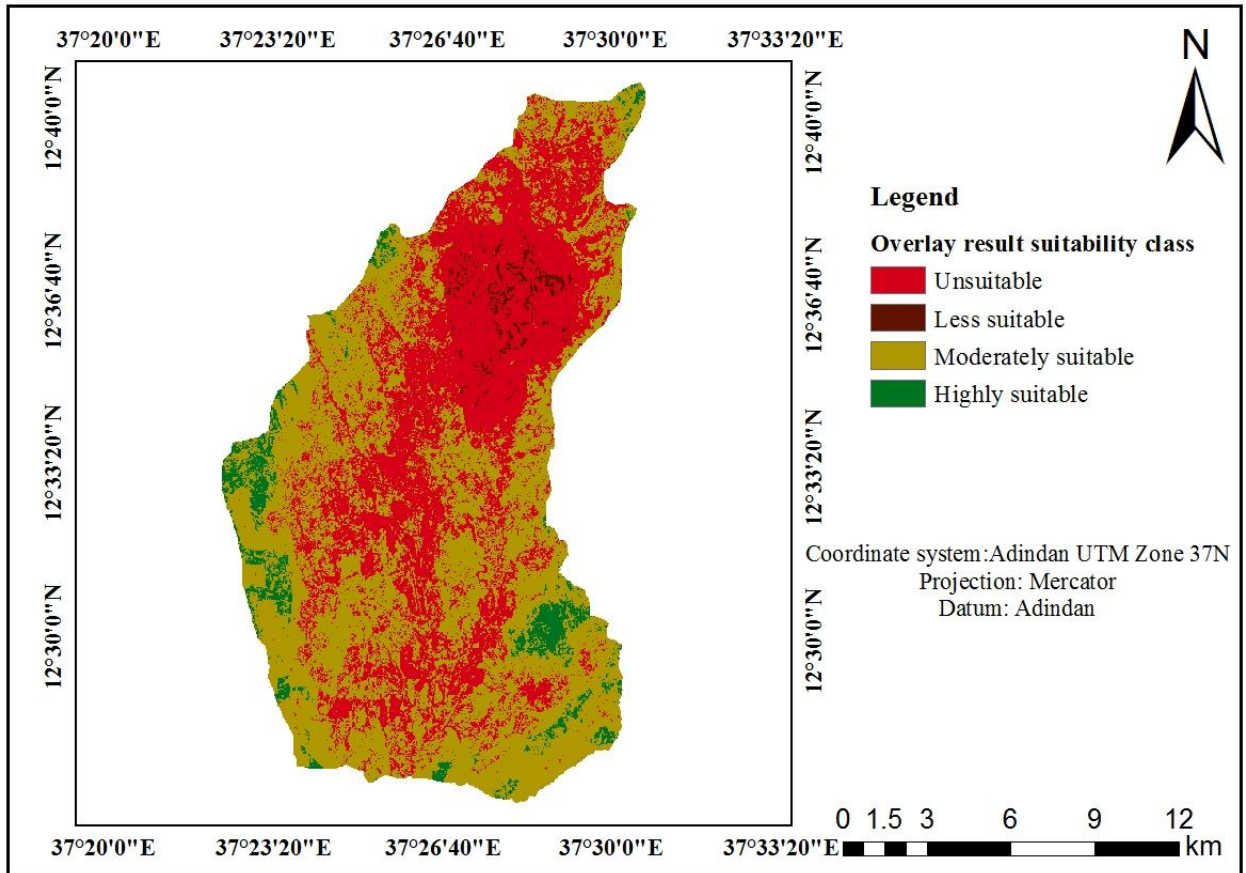 37°20'0"E 37°23'20"E 37°26'40"E 37°30'0"E 37°33'20"E
N
12°40'0"N
12°36'40"N
12°33'20"N
12°30'0"N
12°40'0"N
12°36'40"N
12°33'20"N
12°30'0"N
Legend
Overlay result suitability class
Unsuitable
Less suitable
Moderately suitable
Highly suitable
Coordinate system:Adindan UTM Zone 37N
Projection: Mercator
Datum: Adindan
0 1.5 3 6 9 12
km
37°20'0"E 37°23'20"E 37°26'40"E 37°30'0"E 37°33'20"E